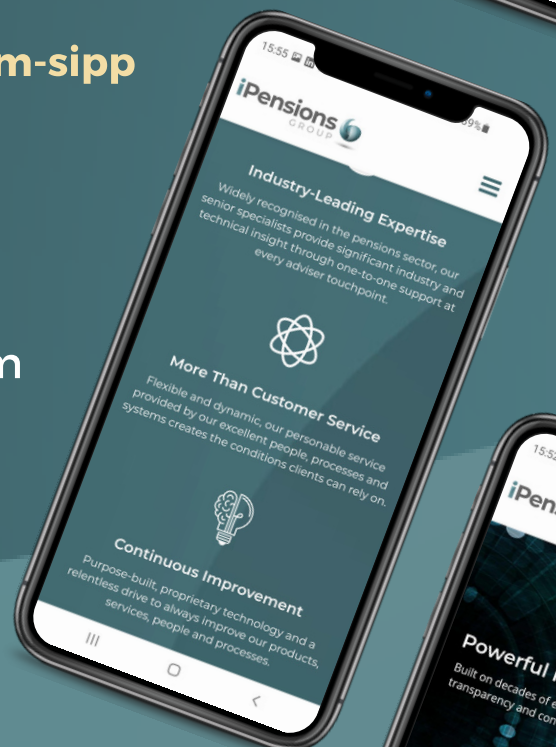 m-sipp
m
15:55
9%
iPensions
GROUP
Industry-Leading Expertise
Widely recognised in the pensions sector, our
senior specialists provide significant industry and
technical insight through one-to-one support at
every adviser touchpoint.
More Than Customer Service
Flexible and dynamic, our personable service
provided by our excellent people, processes and
systems creates the conditions clients can rely on.
Continuous Improvement
Purpose-built, proprietary technology and a
relentless drive to always improve our products,
services, people and processes.
15:52
iPens
Powerful
Built on decades of e
transparency and con